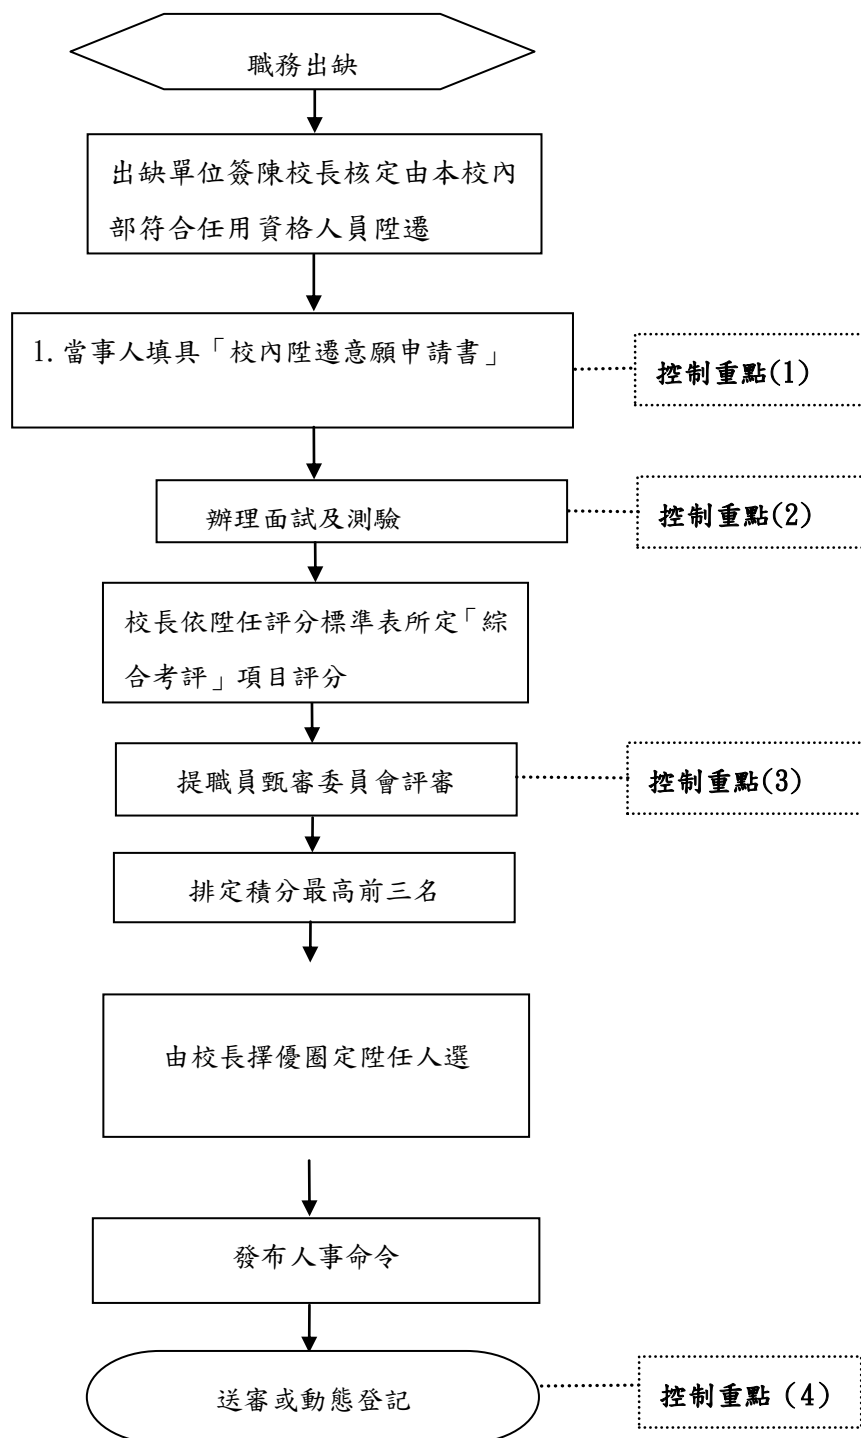 職務出缺
出缺單位簽陳校長核定由本校內
部符合任用資格人員陞遷
1.當事人填具「校內陞遷意願申請書」
控制重點(1)
辦理面試及測驗
控制重點(2)
校長依陞任評分標準表所定「綜
合考評」項目評分
提職員甄審委員會評審
控制重點(3)
排定積分最高前三名
由校長擇優圈定陞任人選
發布人事命令
送審或動態登記
控制重點（4）